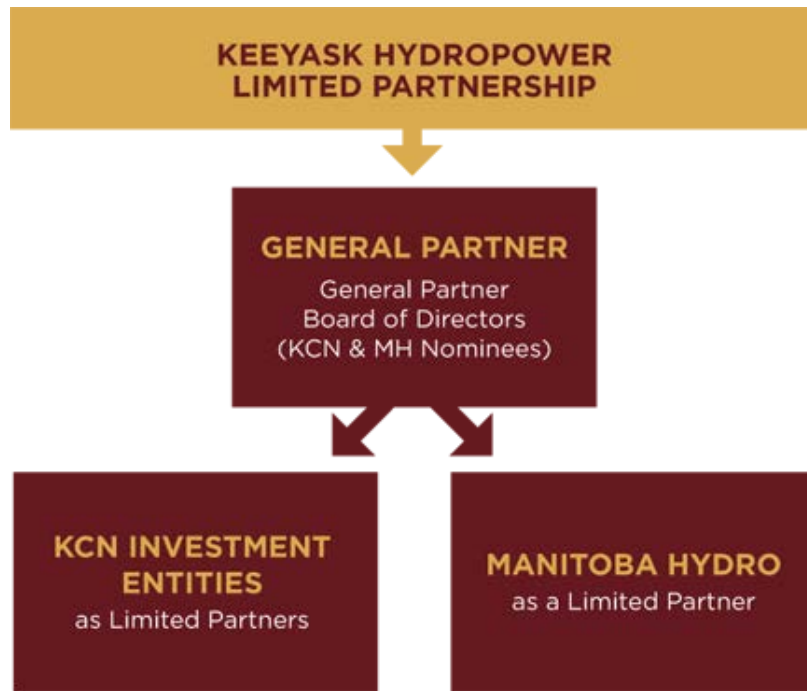 KEEYASK HYDROPOWER
LIMITED PARTNERSHIP
GENERAL PARTNER
General Partner
Board of Directors
(KCN & MH Nominees)
KCN INVESTMENT
ENTITIES
as Limited Partners
MANITOBA HYDRO
as a Limited Partner